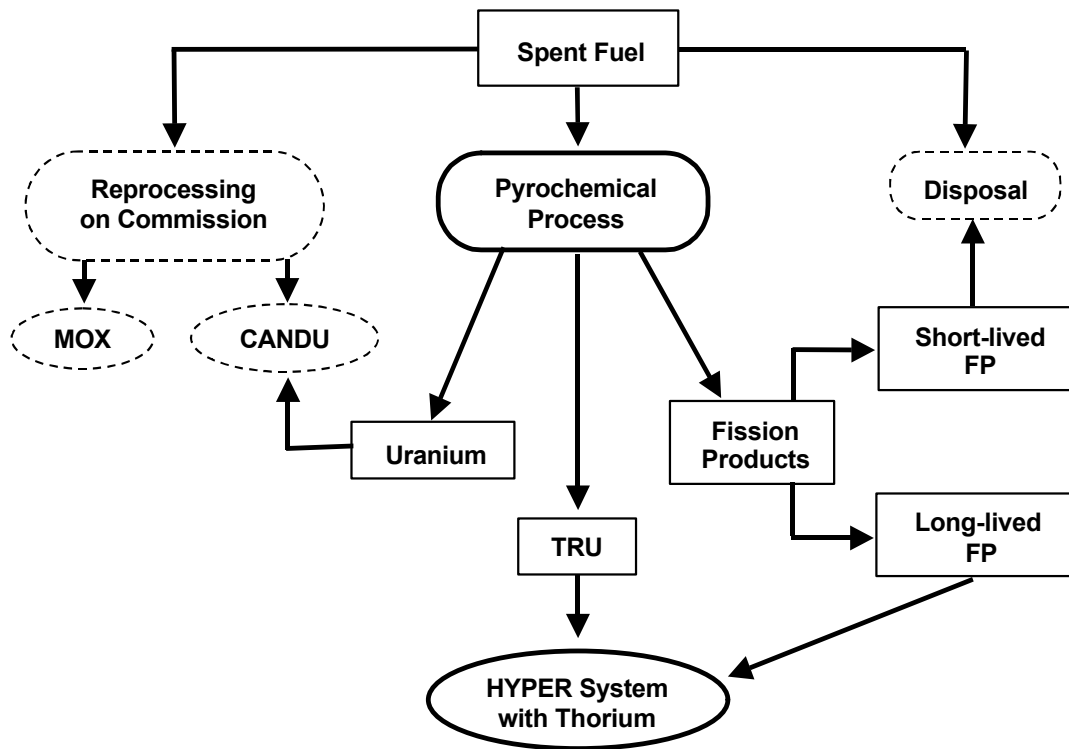 Spent Fuel
Reprocessing
on Commission
Pyrochemical
Process
Disposal
MOX
CANDU
Short-lived
FP
Uranium
Fission
Products
TRU
Long-lived
FP
HYPER System
with Thorium